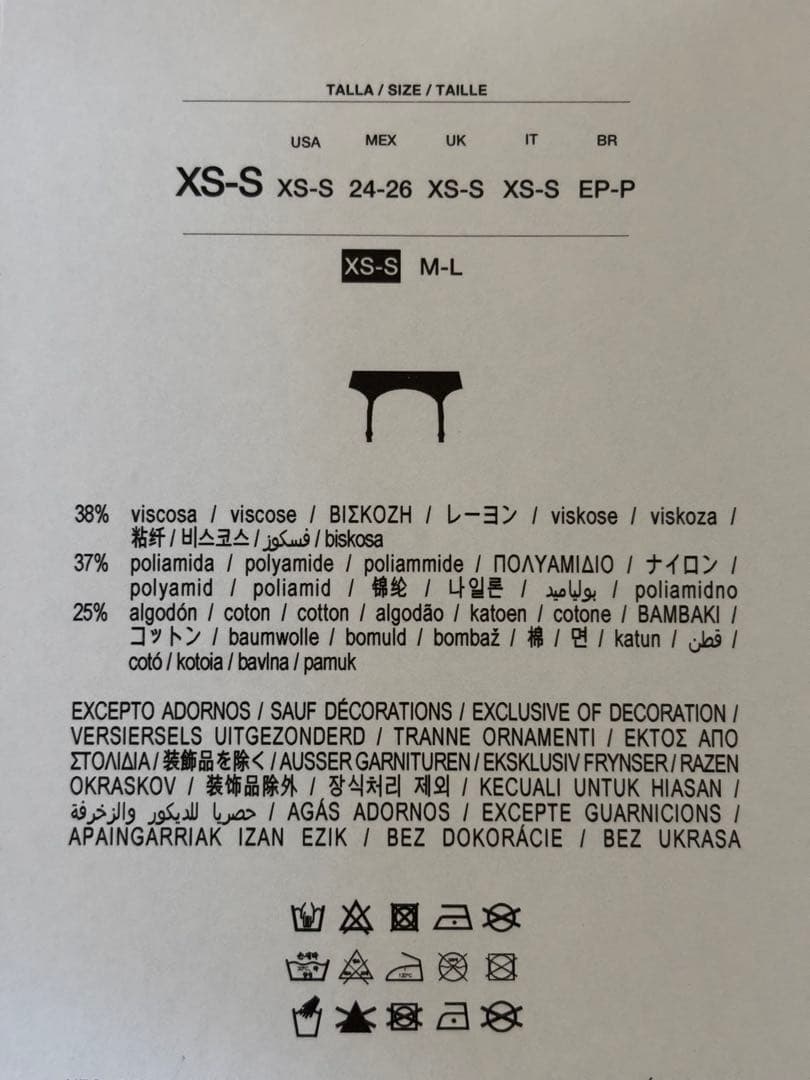 TALLA / SIZE / TAILLE
USA MEX UK IT BR
XS-S XS-S 24-26 XS-S XS-S EP-P
XS-S M-L
38% viscosa / viscose / ΒΙΣΚΟΖΗ / レーヨン / viskose / viskoza /
粘纤 / 비스코스 / فسكوز / biskosa
37% poliamida / polyamide / poliammide / ΠΟΛΥΑΜΙΔΙΟ / ナイロン /
polyamid / poliamid / 锦纶 / 나일론 / بولياميد / poliamidno
25% algodón / coton / cotton / algodão / katoen / cotone / BAMBAKI /
コットン / baumwolle / bomuld / bombaž / 棉 / 면 / katun / قطن /
cotó / kotoia / bavlna / pamuk
EXCEPTO ADORNOS / SAUF DÉCORATIONS / EXCLUSIVE OF DECORATION /
VERSIERSELS UITGEZONDERD / TRANNE ORNAMENTI / ΕΚΤΟΣ ΑΠΟ
ΣΤΟΛΙΔΙΑ / 装飾品を除く / AUSSER GARNITUREN / EKSKLUSIV FRYNSER / RAZEN
OKRASKOV / 装饰品除外 / 장식처리 제외 / KECUALI UNTUK HIASAN /
حصريا للديكور والزخرفة / AGÁS ADORNOS / EXCEPTE GUARNICIONS /
APAINGARRIAK IZAN EZIK / BEZ DOKORÁCIE / BEZ UKRASA